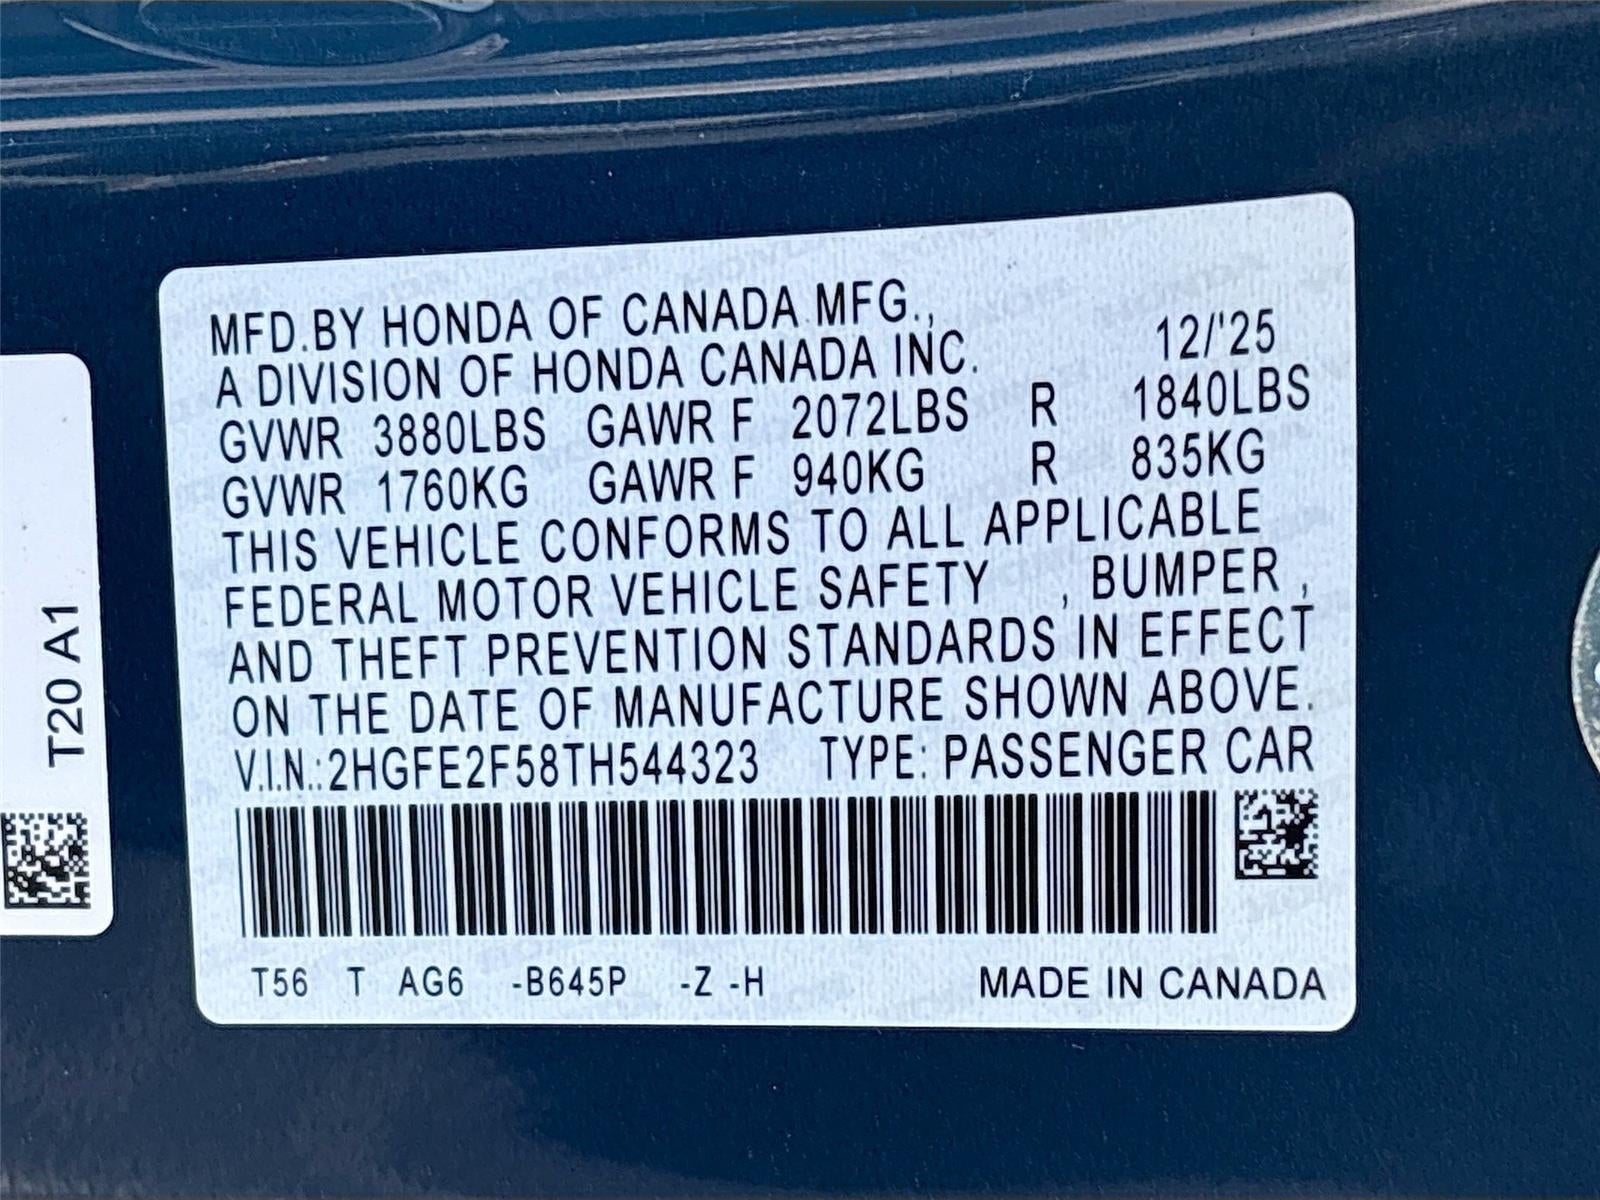 MFD.BY HONDA OF CANADA MFG.,
A DIVISION OF HONDA CANADA INC. 12/'25
GVWR 3880LBS GAWR F 2072LBS R 1840LBS
GVWR 1760KG GAWR F 940KG R 835KG
THIS VEHICLE CONFORMS TO ALL APPLICABLE
FEDERAL MOTOR VEHICLE SAFETY , BUMPER ,
AND THEFT PREVENTION STANDARDS IN EFFECT
ON THE DATE OF MANUFACTURE SHOWN ABOVE.
V.I.N.:2HGFE2F58TH544323 TYPE: PASSENGER CAR
T56 T AG6 -B645P -Z -H MADE IN CANADA
T20 A1